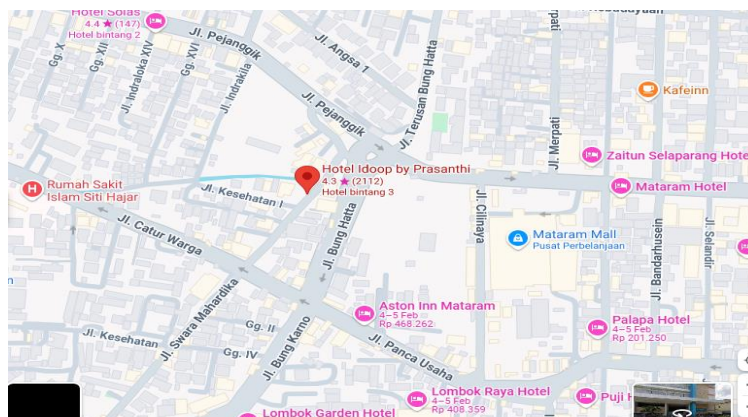 Hotel Solas
4.4 ★ (147)
Hotel bintang 2
Jl. Pejanggik
Jl. Angsa 1
Kafeinn
Gg. X
Gg. XII
Jl. Indraloka XIV
Jl. Indrakila
Jl. Pejanggik
Jl. Terusan Bung Hatta
Jl. Merpati
Zaitun Selaparang Hote
Mataram Hotel
Hotel Idoop by Prasanthi
4.3 ★ (2112)
Hotel bintang 3
H
Rumah Sakit
Islam Siti Hajar
Jl. Kesehatan I
Jl. Catur Warga
Jl. Bung Hatta
Jl. Cilinaya
Mataram Mall
Pusat Perbelanjaan
Jl. Bandarhusein
Jl. Selandir
Jl. Swara Mahardika
Aston Inn Mataram
4–5 Feb
Rp 468.262
Palapa Hotel
4–5 Feb
Rp 201.250
Jl. Kesehatan
Gg. II
Gg. IV
Jl. Bung Karno
Jl. Panca Usaha
Lombok Raya Hotel
4–5 Feb
Rp 408.359
Puji H
Lombok Garden Hotel